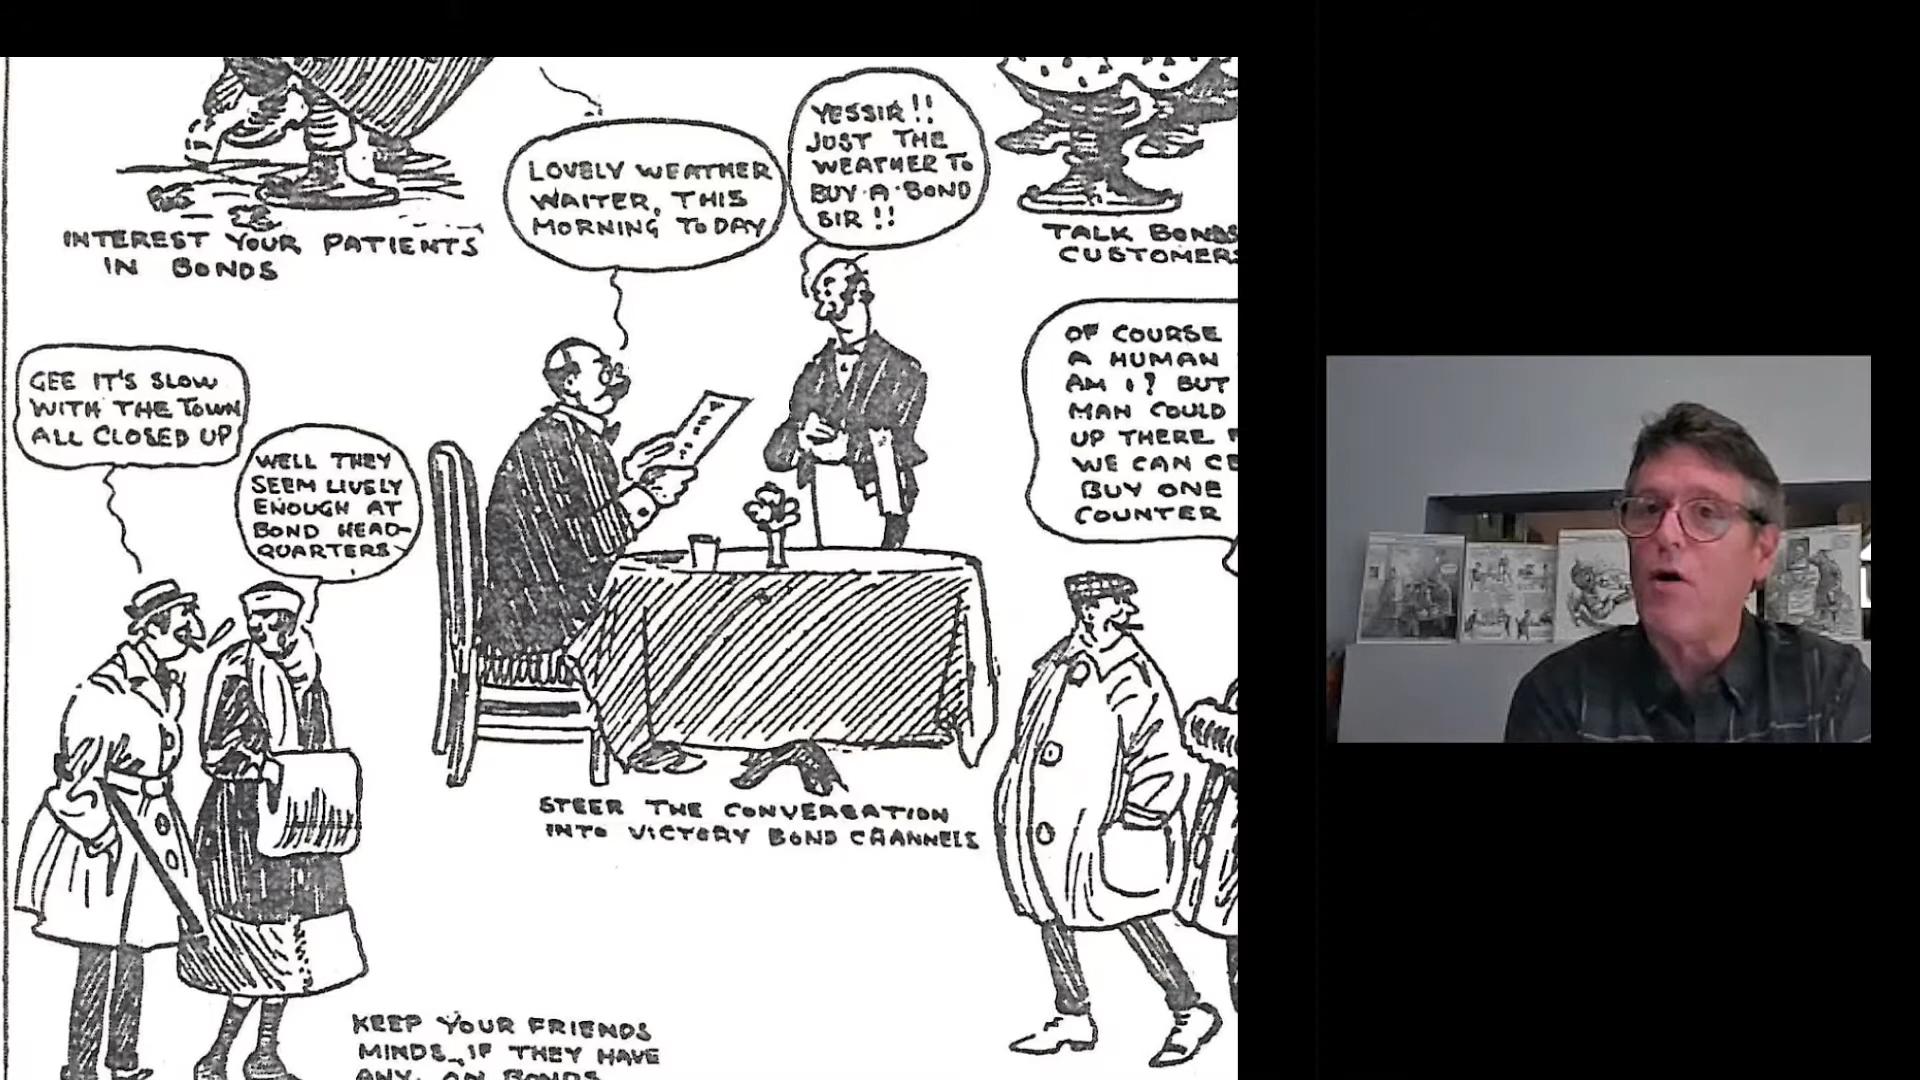 INTEREST YOUR PATIENTS
IN BONDS
LOVELY WEATHER
WAITER, THIS
MORNING TODAY
YESSIR!!
JUST THE
WEATHER TO
BUY A BOND
SIR!!
TALK BONDS
CUSTOMERS
GEE IT'S SLOW
WITH THE TOWN
ALL CLOSED UP
WELL THEY
SEEM LIVELY
ENOUGH AT
BOND HEAD-
QUARTERS
OF COURSE
A HUMAN
AM I? BUT
MAN COULD
UP THERE
WE CAN
BUY ONE
COUNTER
STEER THE CONVERSATION
INTO VICTORY BOND CHANNELS
KEEP YOUR FRIENDS
MINDS, IF THEY HAVE
ANY, ON BONDS